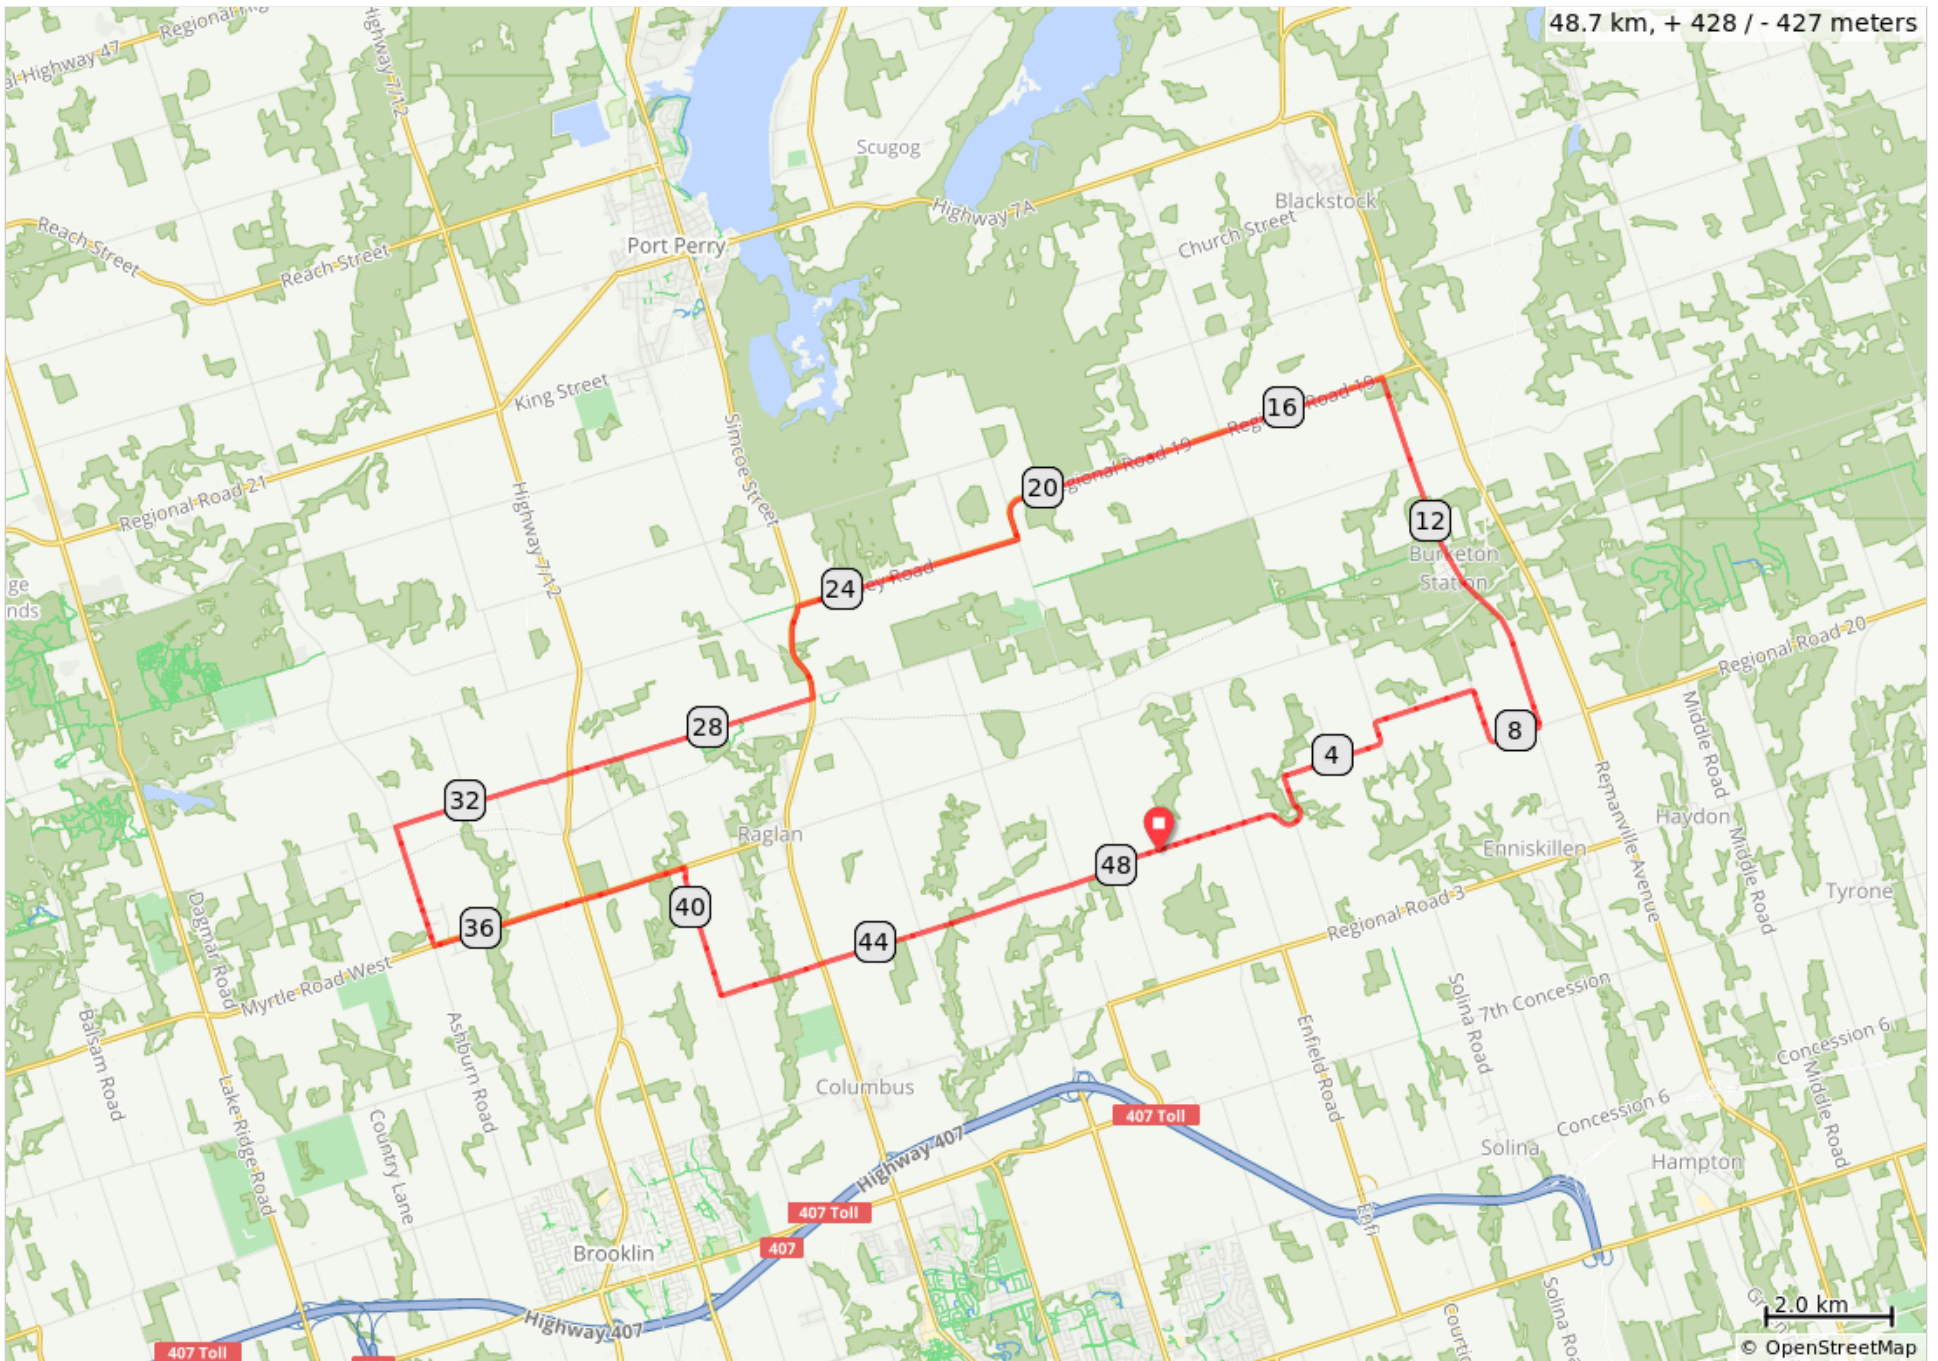 48.7 km, + 428 / - 427 meters
Highway 7/12
Scugog
Blackstock
Highway 7A
Church Street
Reach Street
Reach Street
Port Perry
King Street
Simcoe Street
16
20
Regional Road 21
Highway 7/12
12
Burketon
Station
24
Regional Road 20
28
8
4
Middle Road
32
Raglan
48
Haydon
Enniskillen
Middle Road
Tyrone
Regional Road 3
40
36
44
Dagmar Road
Myrtle Road West
Balsam Road
Ashburn Road
Solina Road
7th Concession
Enfield Road
Concession 6
Columbus
Middle Road
Lake Ridge Road
Country Lane
407 Toll
Concession 6
Highway 407
Solina
Hampton
407 Toll
407
Brooklin
Highway 407
2.0 km
407 Toll
© OpenStreetMap